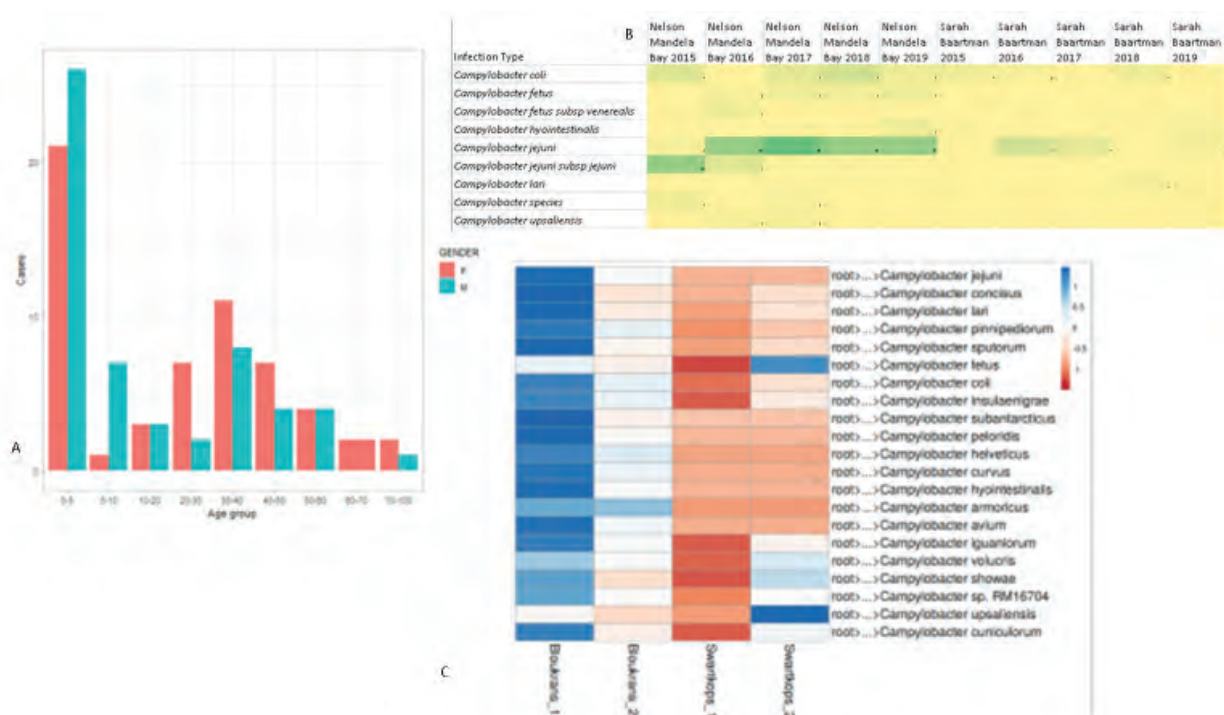 A
Cases
20
10
0
0-5 5-10 10-20 20-30 30-40 40-50 50-60 60-70 70-100
Age group
GENDER
F
M
B
Infection Type
Nelson Mandela Bay 2015
Nelson Mandela Bay 2016
Nelson Mandela Bay 2017
Nelson Mandela Bay 2018
Nelson Mandela Bay 2019
Sarah Baartman 2015
Sarah Baartman 2016
Sarah Baartman 2017
Sarah Baartman 2018
Sarah Baartman 2019
Campylobacter coli
Campylobacter fetus
Campylobacter fetus subsp venerealis
Campylobacter hyointestinalis
Campylobacter jejuni
Campylobacter jejuni subsp jejuni
Campylobacter lari
Campylobacter species
Campylobacter upsaliensis
C
root>...>Campylobacter jejuni
root>...>Campylobacter concisus
root>...>Campylobacter lari
root>...>Campylobacter pinnipediorum
root>...>Campylobacter sputorum
root>...>Campylobacter fetus
root>...>Campylobacter coli
root>...>Campylobacter insulaenigrae
root>...>Campylobacter subantarcticus
root>...>Campylobacter peloridis
root>...>Campylobacter helveticus
root>...>Campylobacter curvus
root>...>Campylobacter hyointestinalis
root>...>Campylobacter armoricus
root>...>Campylobacter avium
root>...>Campylobacter iguaniorum
root>...>Campylobacter volucris
root>...>Campylobacter showae
root>...>Campylobacter sp. RM16704
root>...>Campylobacter upsaliensis
root>...>Campylobacter cuniculorum
1
0.5
0
-0.5
Bloukrans_1
Bloukrans_2
Swartkops_1
Swartkops_2